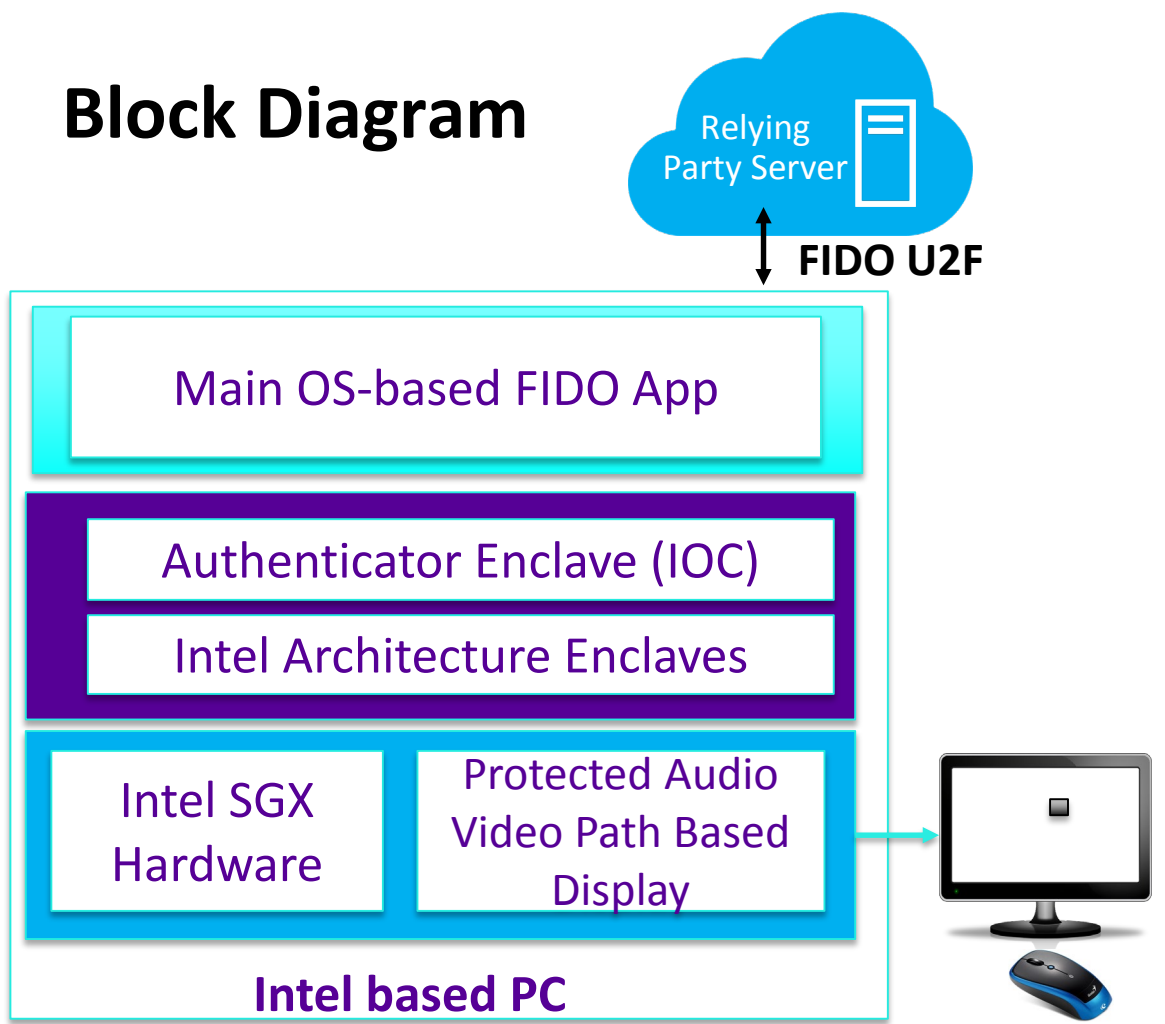 Block Diagram
Relying
Party Server
FIDO U2F
Main OS-based FIDO App
Authenticator Enclave (IOC)
Intel Architecture Enclaves
Intel SGX
Hardware
Protected Audio
Video Path Based
Display
Intel based PC